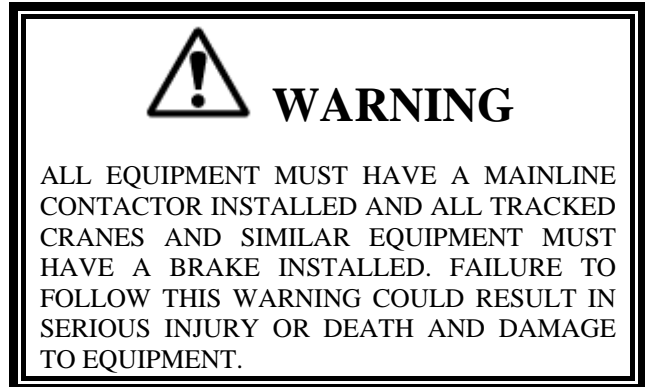 WARNING
ALL EQUIPMENT MUST HAVE A MAINLINE
CONTACTOR INSTALLED AND ALL TRACKED
CRANES AND SIMILAR EQUIPMENT MUST
HAVE A BRAKE INSTALLED. FAILURE TO
FOLLOW THIS WARNING COULD RESULT IN
SERIOUS INJURY OR DEATH AND DAMAGE
TO EQUIPMENT.